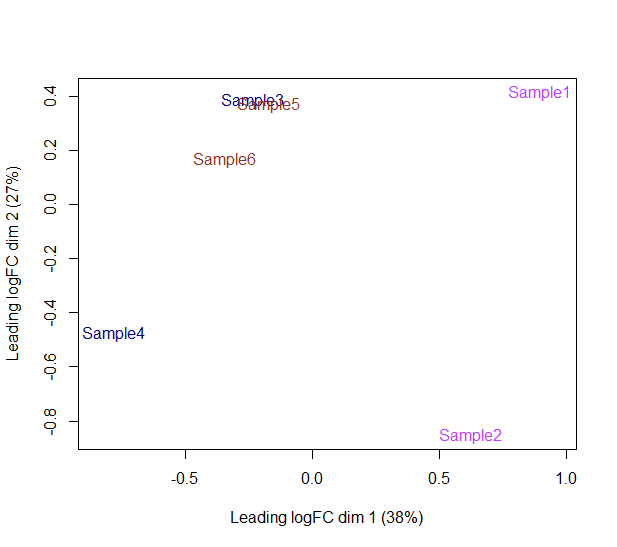 Sample3
Sample5
Sample1
Sample6
Sample4
Sample2
0.4
0.2
0.0
-0.2
-0.4
-0.6
-0.8
Leading logFC dim 2 (27%)
-0.5 0.0 0.5 1.0
Leading logFC dim 1 (38%)